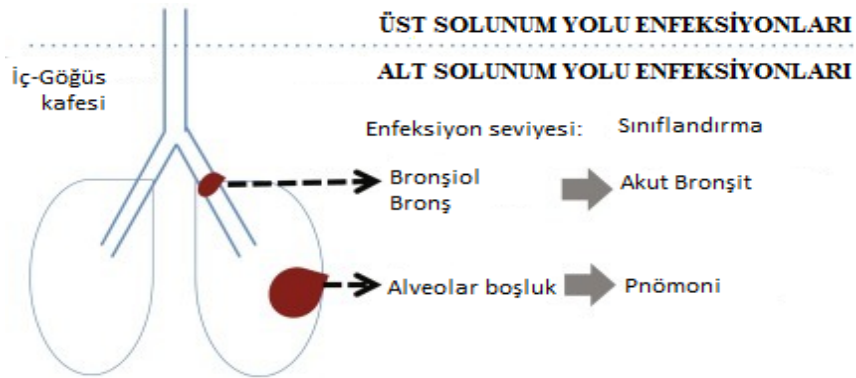 ÜST SOLUNUM YOLU ENFEKSİYONLARI
ALT SOLUNUM YOLU ENFEKSİYONLARI
İç-Göğüs
kafesi
Enfeksiyon seviyesi:
Sınıflandırma
Bronşiol
Bronş
Akut Bronşit
Alveolar boşluk
Pnömoni